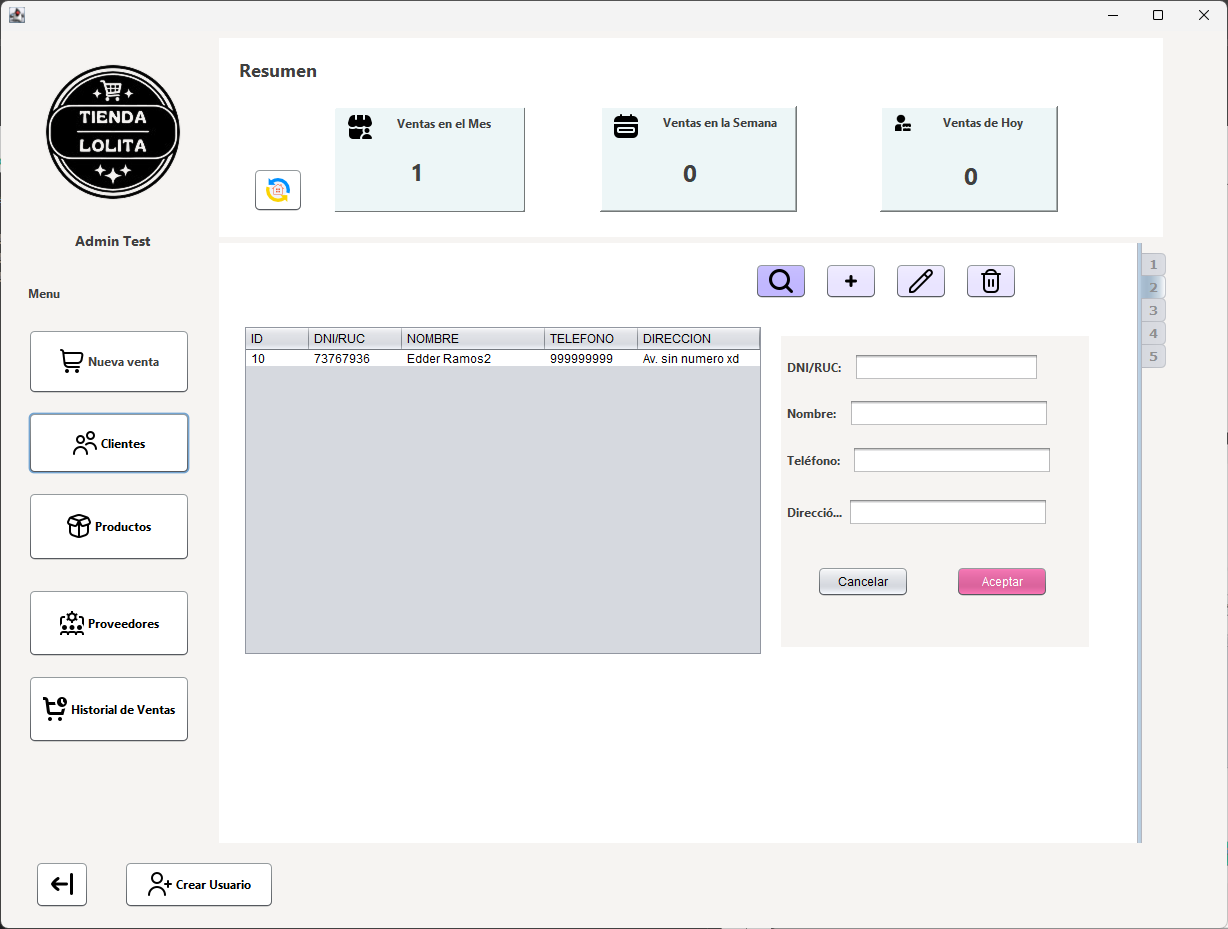 TIENDA
LOLITA
Admin Test
Menu
Nueva venta
Clientes
Productos
Proveedores
Historial de Ventas
Crear Usuario
Resumen
Ventas en el Mes
1
Ventas en la Semana
0
Ventas de Hoy
0
ID DNI/RUC NOMBRE TELEFONO DIRECCION
10 73767936 Edder Ramos2 999999999 Av. sin numero xd
DNI/RUC:
Nombre:
Teléfono:
Direcció...
Cancelar Aceptar
1
2
3
4
5